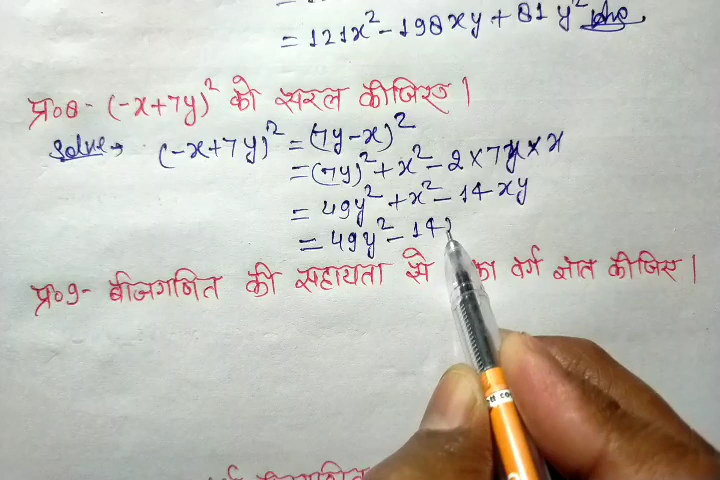 = 121x² - 198xy + 81y² Ans
प्र०8- (-x+7y)² को सरल कीजिए।
Solve→ (-x+7y)² = (7y-x)²
= (7y)² + x² - 2×7y×x
= 49y² + x² - 14xy
= 49y² - 14
प्र०9- बीजगणित की सहायता से का वर्ग ज्ञात कीजिए।